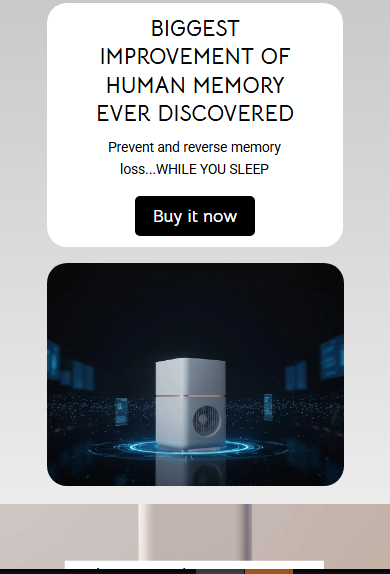 BIGGEST
IMPROVEMENT OF
HUMAN MEMORY
EVER DISCOVERED
Prevent and reverse memory
loss...WHILE YOU SLEEP
Buy it now